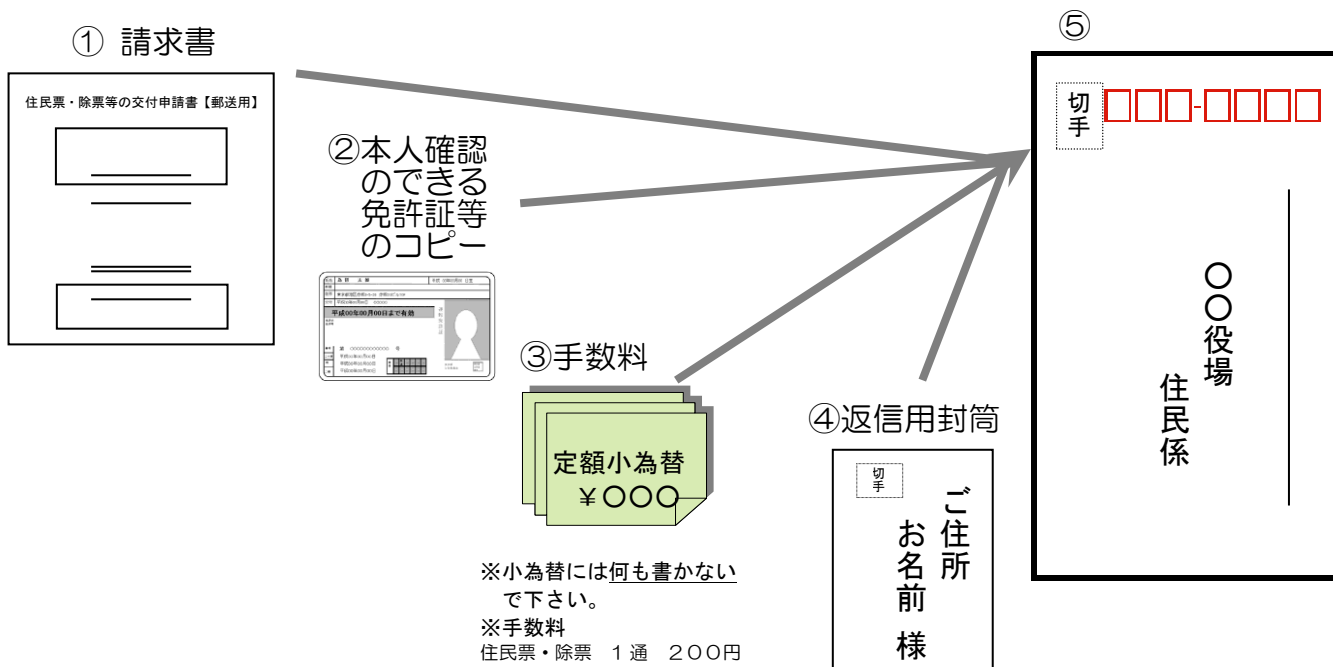 ① 請求書
住民票・除票等の交付申請書【郵送用】
②本人確認
のできる
免許証等
のコピー
平成00年00月00日まで有効
③手数料
定額小為替
￥〇〇〇
※小為替には何も書かない
で下さい。
※手数料
住民票・除票 １通 ２００円
④返信用封筒
切手
ご住所
お名前 様
⑤
切手
〇〇役場
住民係